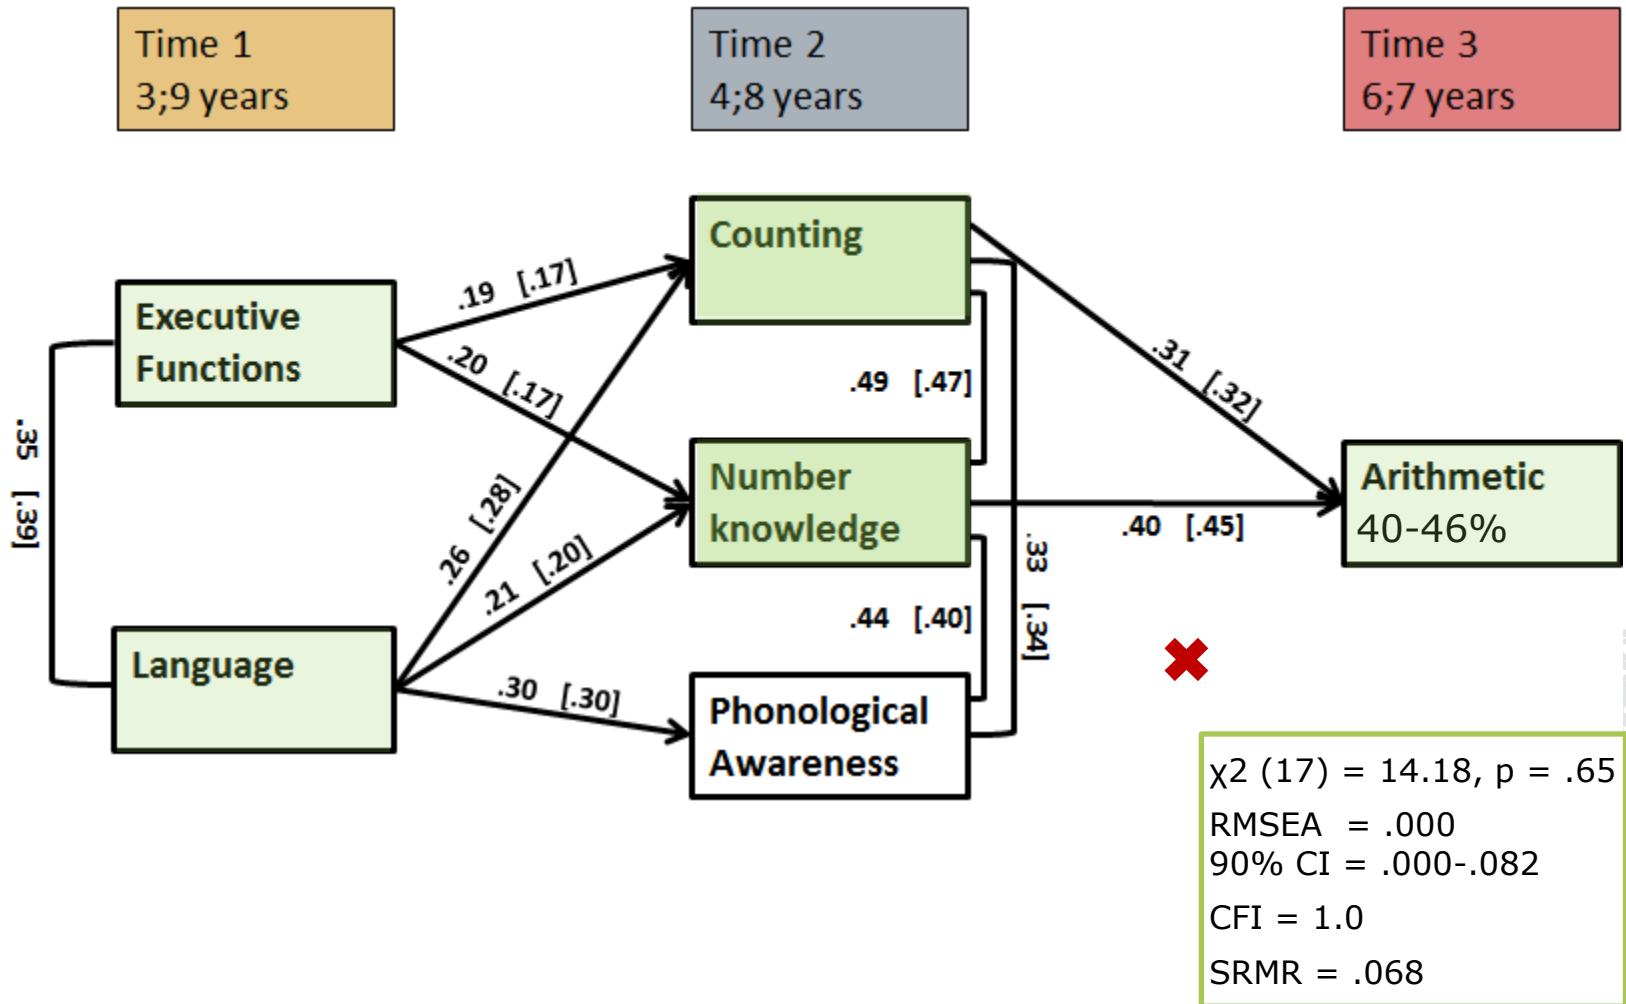 Time 1
3;9 years
Time 2
4;8 years
Time 3
6;7 years
Counting
Executive
Functions
.19 [.17]
.20 [.17]
.31 [.32]
.49 [.47]
.35 [.39]
Number
knowledge
Arithmetic
40-46%
.26 [.28]
.21 [.20]
.40 [.45]
.33 [.34]
.44 [.40]
Language
.30 [.30]
Phonological
Awareness
χ2 (17) = 14.18, p = .65
RMSEA = .000
90% CI = .000-.082
CFI = 1.0
SRMR = .068